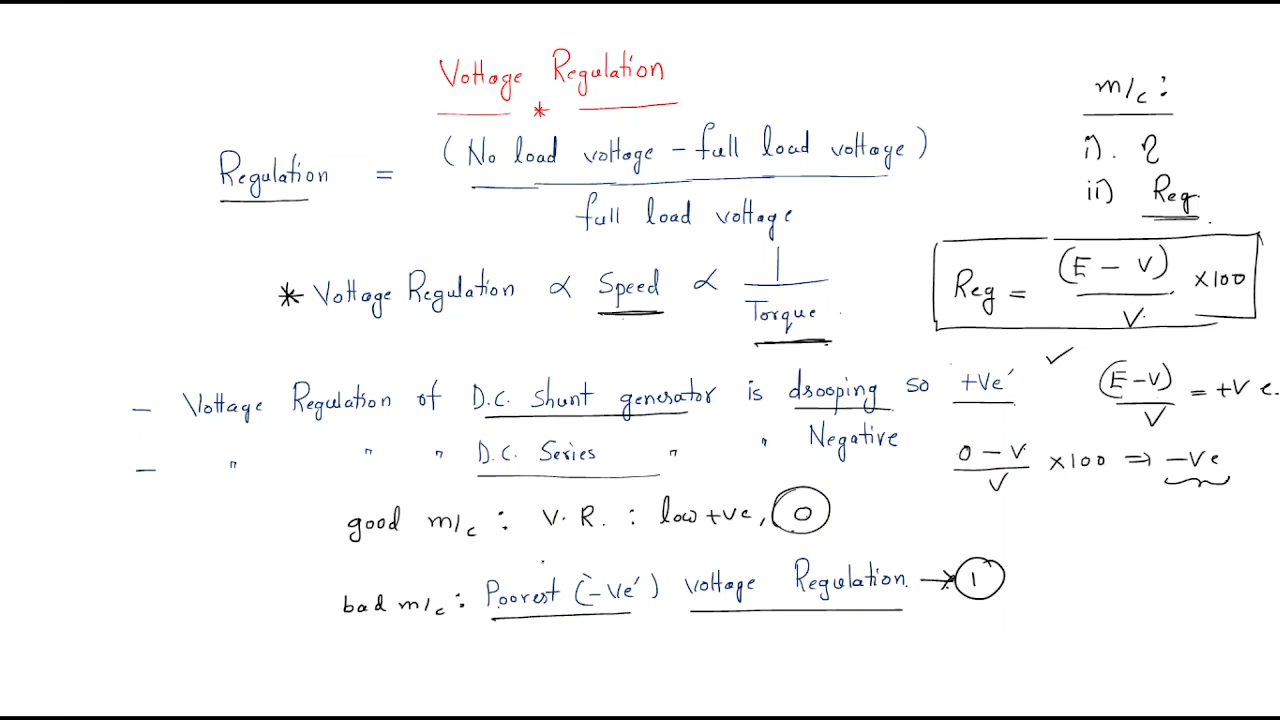 Voltage Regulation
*
Regulation = (No load voltage - full load voltage)
full load voltage
* Voltage Regulation ∝ Speed ∝ 1
Torque
m/c :
i). η
ii) Reg.
Reg = (E - V) ×100
V
- Voltage Regulation of D.C. shunt generator is drooping so +Ve' ✓
(E-V) = +Ve.
V
- " " " D.C. Series " " Negative
0 - V ×100 ⇒ -Ve
V
good m/c : V.R. : low +ve, 0
bad m/c : Poorest (-Ve') voltage Regulation. → 1